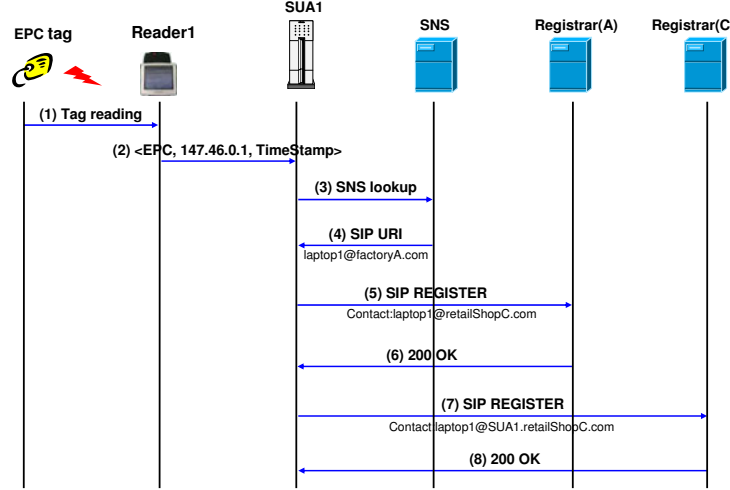 SUA1
EPC tag
Reader1
SNS
Registrar(A)
Registrar(C
(1) Tag reading
(2) <EPC, 147.46.0.1, TimeStamp>
(3) SNS lookup
(4) SIP URI
laptop1@factoryA.com
(5) SIP REGISTER
Contact:laptop1@retailShopC.com
(6) 200 OK
(7) SIP REGISTER
Contact:laptop1@SUA1.retailShopC.com
(8) 200 OK